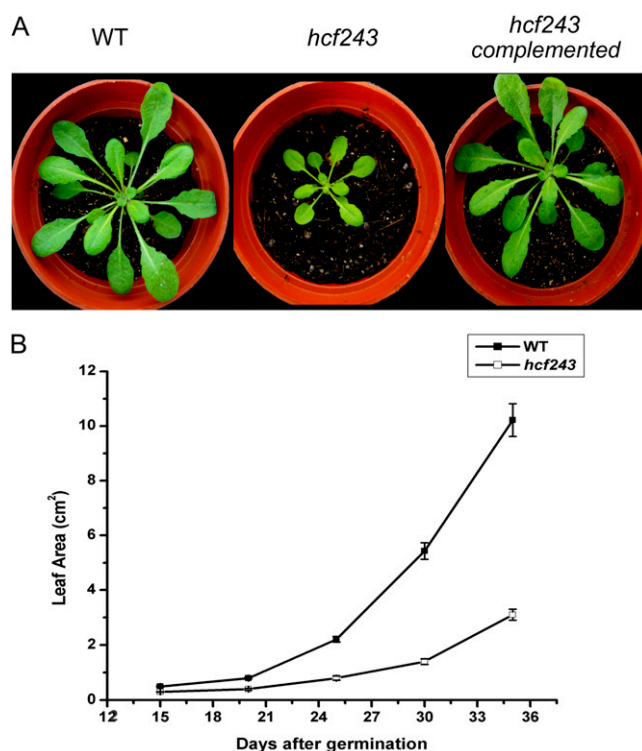 A
WT
hcf243
hcf243
complemented
B
WT
hcf243
12
10
8
6
4
2
0
Leaf Area (cm²)
12 15 18 21 24 27 30 33 36
Days after germination